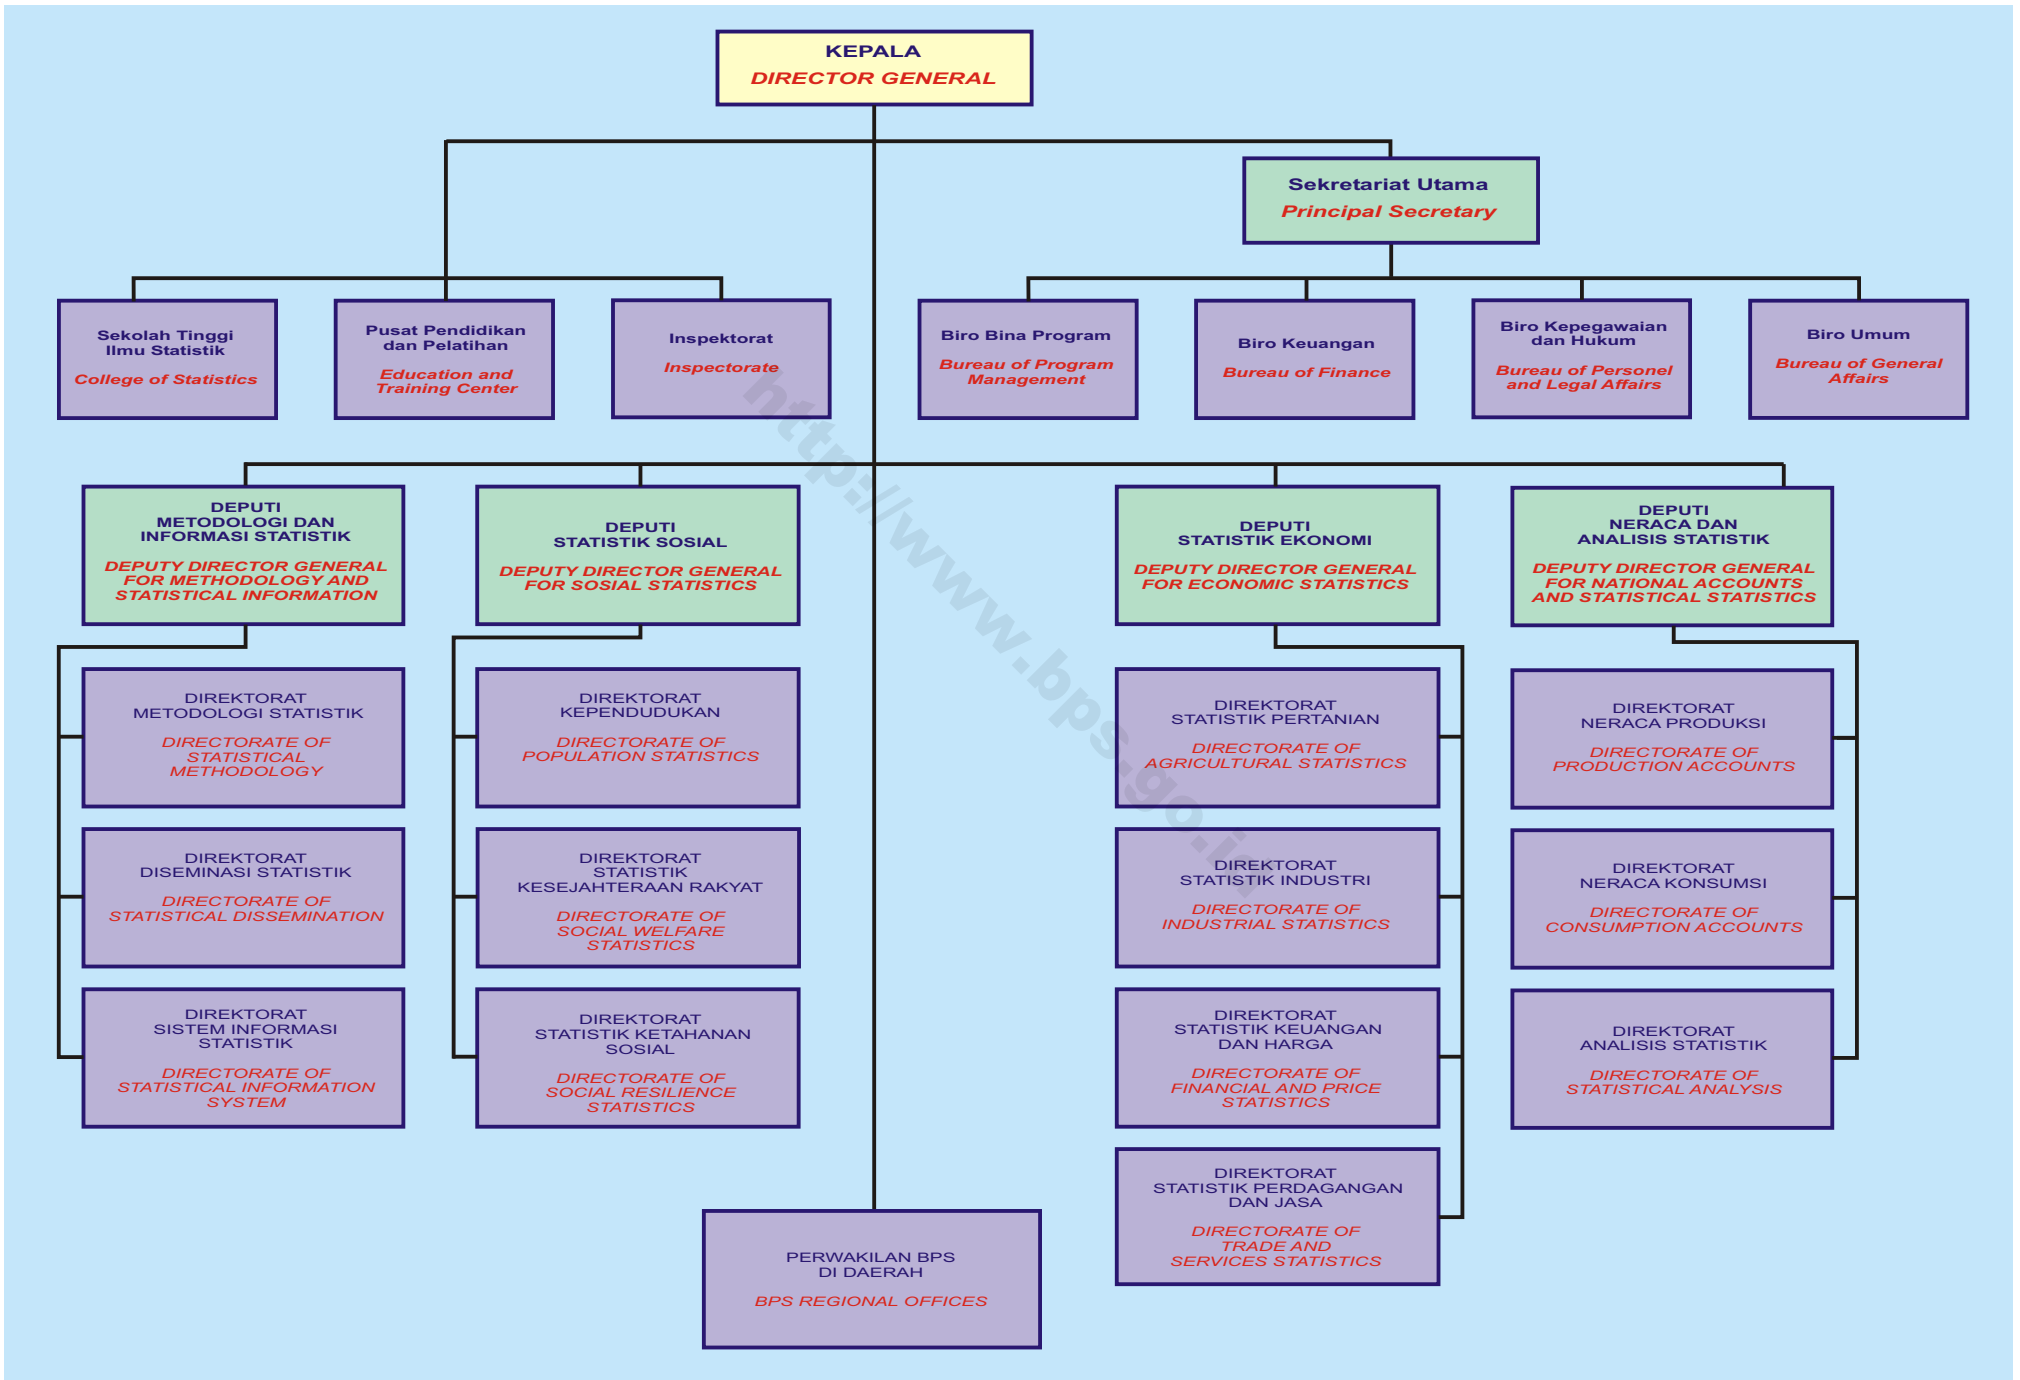 KEPALA
DIRECTOR GENERAL
Sekretariat Utama
Principal Secretary
Sekolah Tinggi
Ilmu Statistik
College of Statistics
Pusat Pendidikan
dan Pelatihan
Education and
Training Center
Inspektorat
Inspectorate
Biro Bina Program
Bureau of Program
Management
Biro Keuangan
Bureau of Finance
Biro Kepegawaian
dan Hukum
Bureau of Personel
and Legal Affairs
Biro Umum
Bureau of General
Affairs
http://www.bps.go.id
DEPUTI
METODOLOGI DAN
INFORMASI STATISTIK
DEPUTY DIRECTOR GENERAL
FOR METHODOLOGY AND
STATISTICAL INFORMATION
DEPUTI
STATISTIK SOSIAL
DEPUTY DIRECTOR GENERAL
FOR SOSIAL STATISTICS
DEPUTI
STATISTIK EKONOMI
DEPUTY DIRECTOR GENERAL
FOR ECONOMIC STATISTICS
DEPUTI
NERACA DAN
ANALISIS STATISTIK
DEPUTY DIRECTOR GENERAL
FOR NATIONAL ACCOUNTS
AND STATISTICAL STATISTICS
DIREKTORAT
METODOLOGI STATISTIK
DIRECTORATE OF
STATISTICAL
METHODOLOGY
DIREKTORAT
KEPENDUDUKAN
DIRECTORATE OF
POPULATION STATISTICS
DIREKTORAT
STATISTIK PERTANIAN
DIRECTORATE OF
AGRICULTURAL STATISTICS
DIREKTORAT
NERACA PRODUKSI
DIRECTORATE OF
PRODUCTION ACCOUNTS
DIREKTORAT
DISEMINASI STATISTIK
DIRECTORATE OF
STATISTICAL DISSEMINATION
DIREKTORAT
STATISTIK
KESEJAHTERAAN RAKYAT
DIRECTORATE OF
SOCIAL WELFARE
STATISTICS
DIREKTORAT
STATISTIK INDUSTRI
DIRECTORATE OF
INDUSTRIAL STATISTICS
DIREKTORAT
NERACA KONSUMSI
DIRECTORATE OF
CONSUMPTION ACCOUNTS
DIREKTORAT
SISTEM INFORMASI
STATISTIK
DIRECTORATE OF
STATISTICAL INFORMATION
SYSTEM
DIREKTORAT
STATISTIK KETAHANAN
SOSIAL
DIRECTORATE OF
SOCIAL RESILIENCE
STATISTICS
DIREKTORAT
STATISTIK KEUANGAN
DAN HARGA
DIRECTORATE OF
FINANCIAL AND PRICE
STATISTICS
DIREKTORAT
ANALISIS STATISTIK
DIRECTORATE OF
STATISTICAL ANALYSIS
DIREKTORAT
STATISTIK PERDAGANGAN
DAN JASA
DIRECTORATE OF
TRADE AND
SERVICES STATISTICS
PERWAKILAN BPS
DI DAERAH
BPS REGIONAL OFFICES